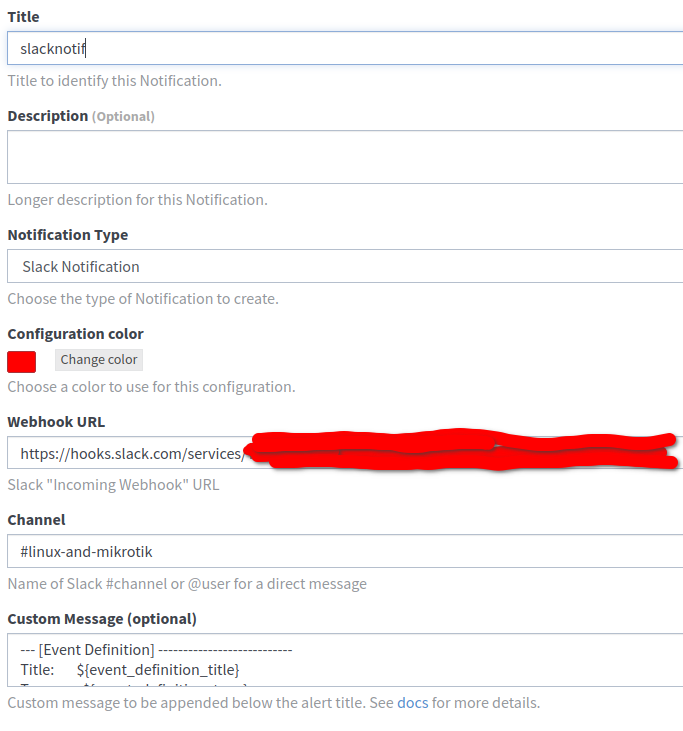 Title
slacknotif
Title to identify this Notification.
Description (Optional)
Longer description for this Notification.
Notification Type
Slack Notification
Choose the type of Notification to create.
Configuration color
Change color
Choose a color to use for this configuration.
Webhook URL
https://hooks.slack.com/services/
Slack "Incoming Webhook" URL
Channel
#linux-and-mikrotik
Name of Slack #channel or @user for a direct message
Custom Message (optional)
--- [Event Definition] ---------------------------
Title: ${event_definition_title}
Custom message to be appended below the alert title. See docs for more details.